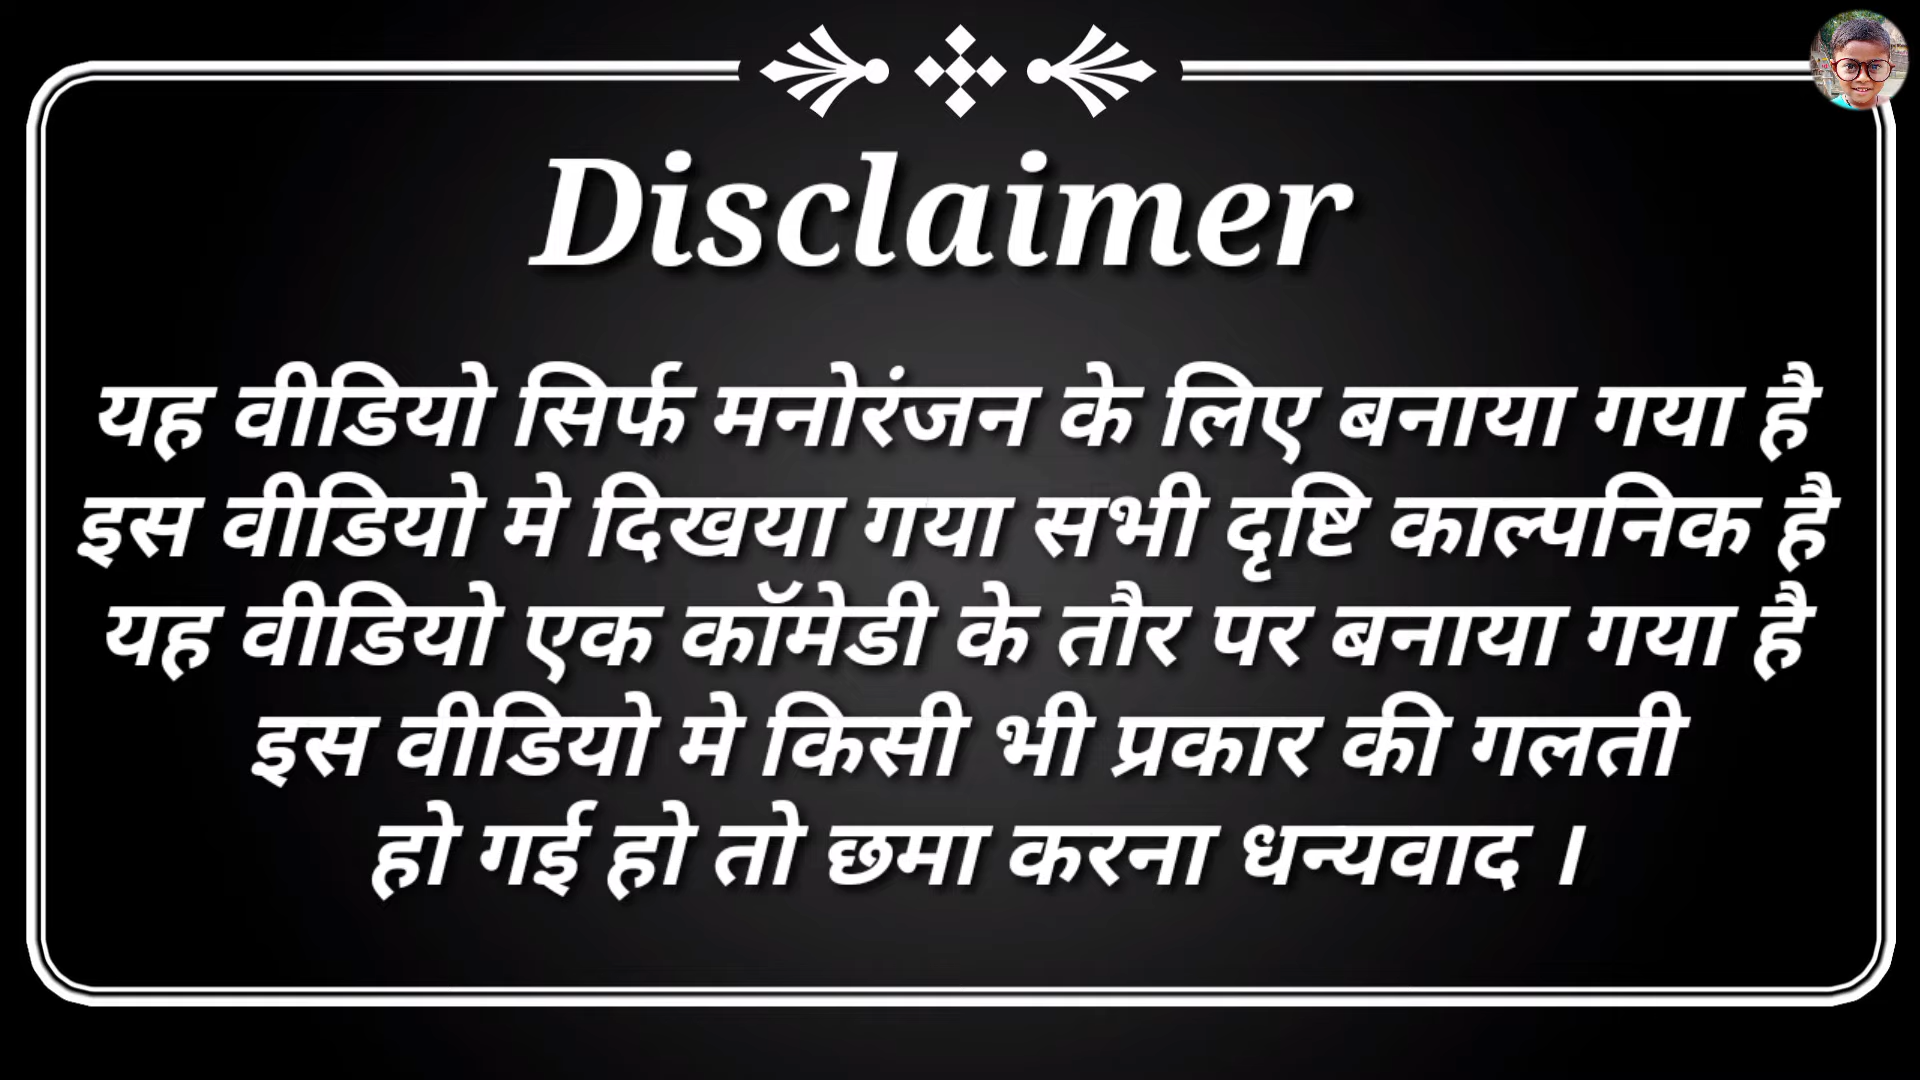 Disclaimer
यह वीडियो सिर्फ मनोरंजन के लिए बनाया गया है
इस वीडियो मे दिखया गया सभी दृष्टि काल्पनिक है
यह वीडियो एक कॉमेडी के तौर पर बनाया गया है
इस वीडियो मे किसी भी प्रकार की गलती
हो गई हो तो छमा करना धन्यवाद ।